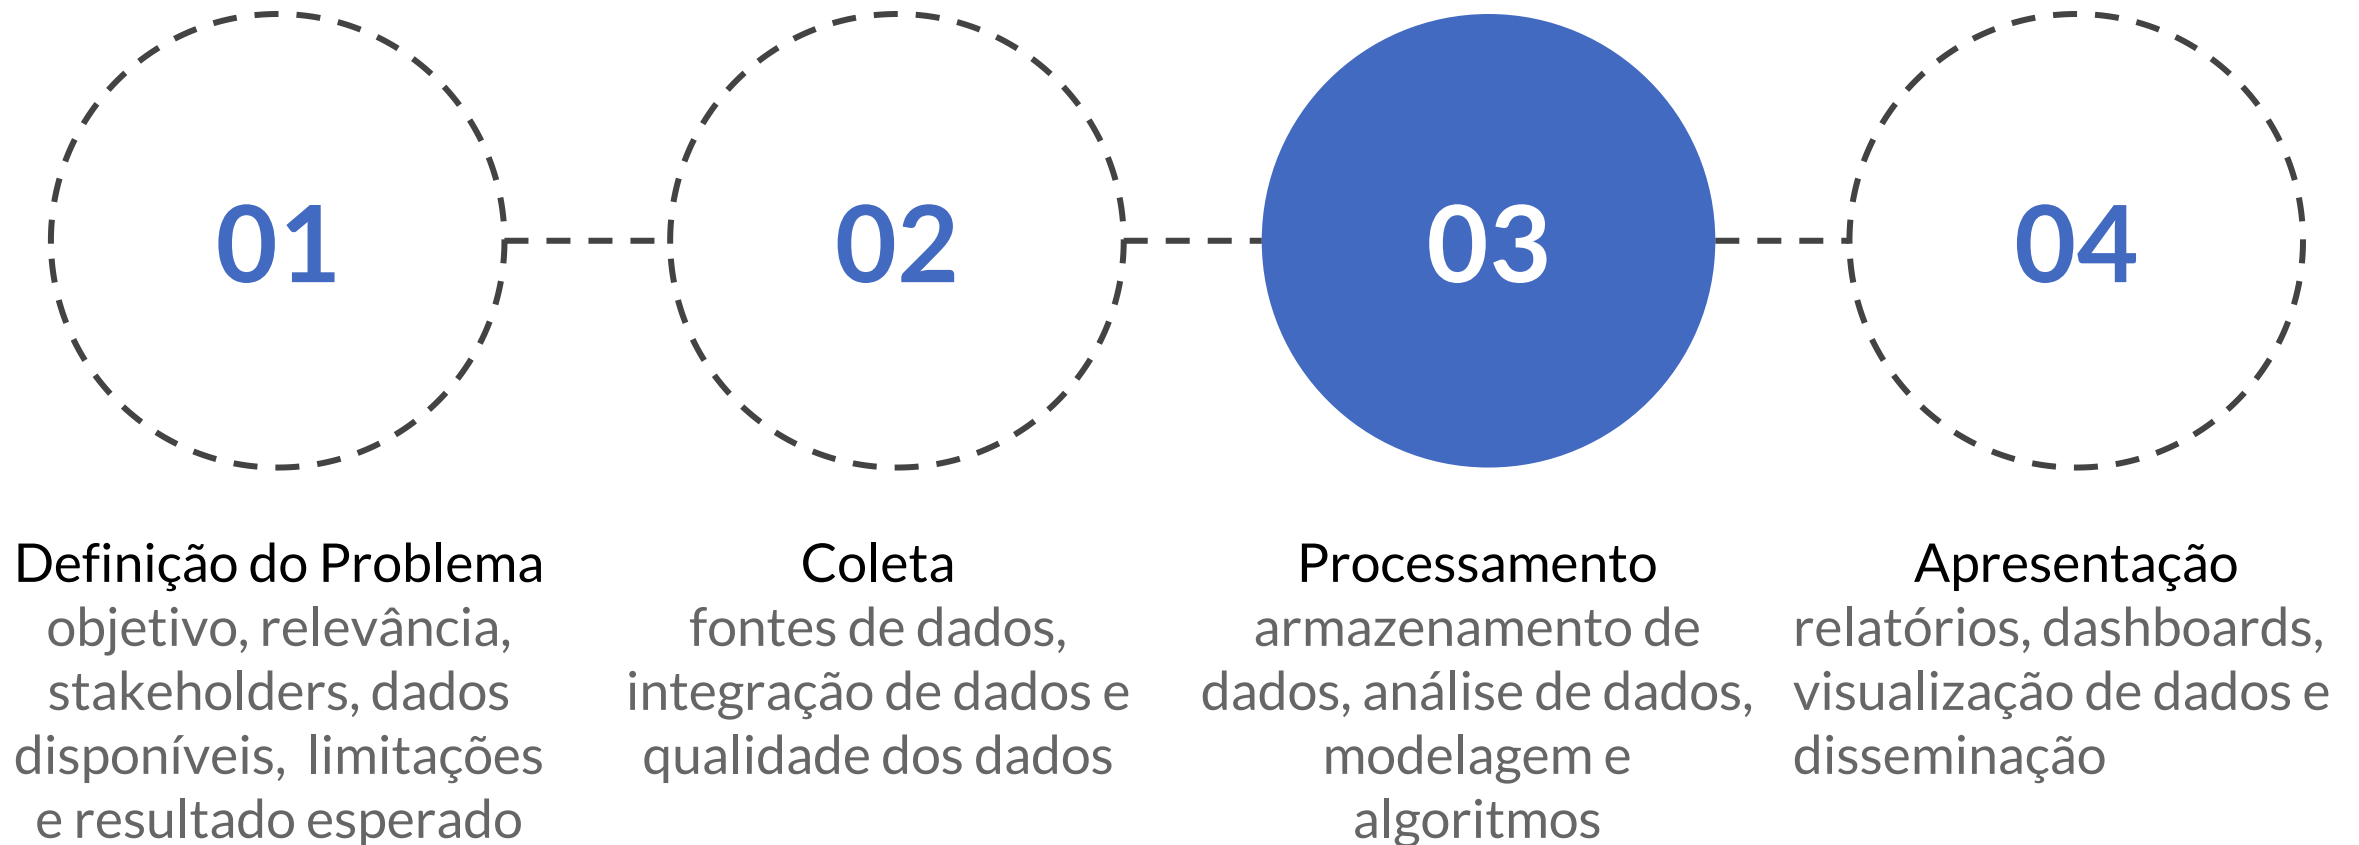 01
02
03
04
Definição do Problema
objetivo, relevância,
stakeholders, dados
disponíveis, limitações
e resultado esperado
Coleta
fontes de dados,
integração de dados e
qualidade dos dados
Processamento
armazenamento de
dados, análise de dados,
modelagem e
algoritmos
Apresentação
relatórios, dashboards,
visualização de dados e
disseminação